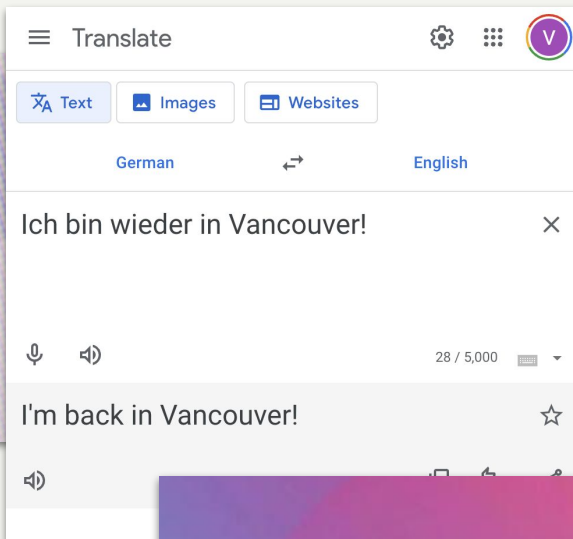 Translate
V
Text
Images
Websites
German
English
Ich bin wieder in Vancouver!
28 / 5,000
I'm back in Vancouver!